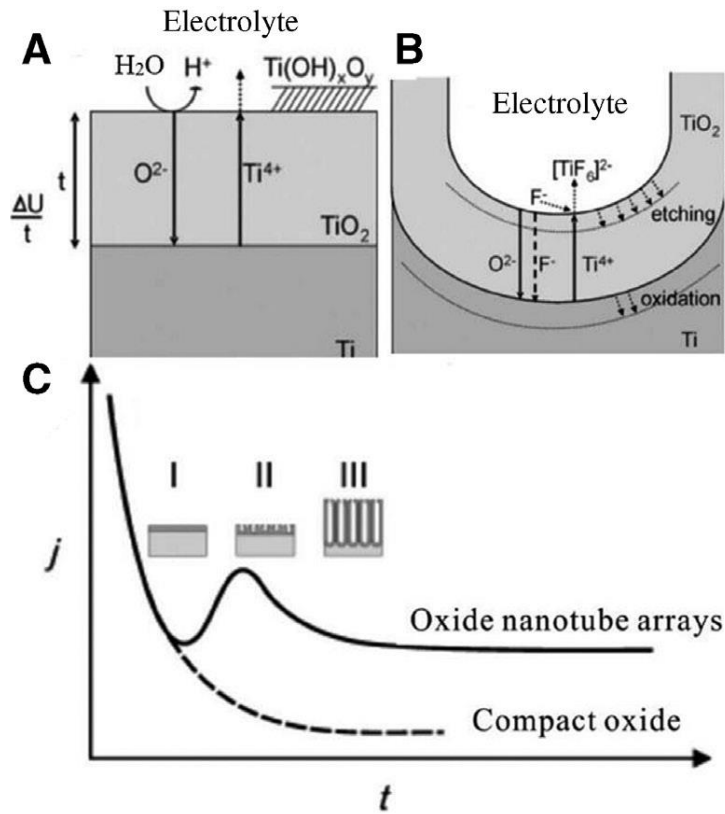 A
Electrolyte
H₂O H⁺ Ti(OH)ₓOᵧ
t
ΔU
t
O²⁻
Ti⁴⁺
TiO₂
Ti
B
Electrolyte
TiO₂
[TiF₆]²⁻
F⁻
etching
O²⁻
F⁻
Ti⁴⁺
oxidation
Ti
C
I II III
j
Oxide nanotube arrays
Compact oxide
t